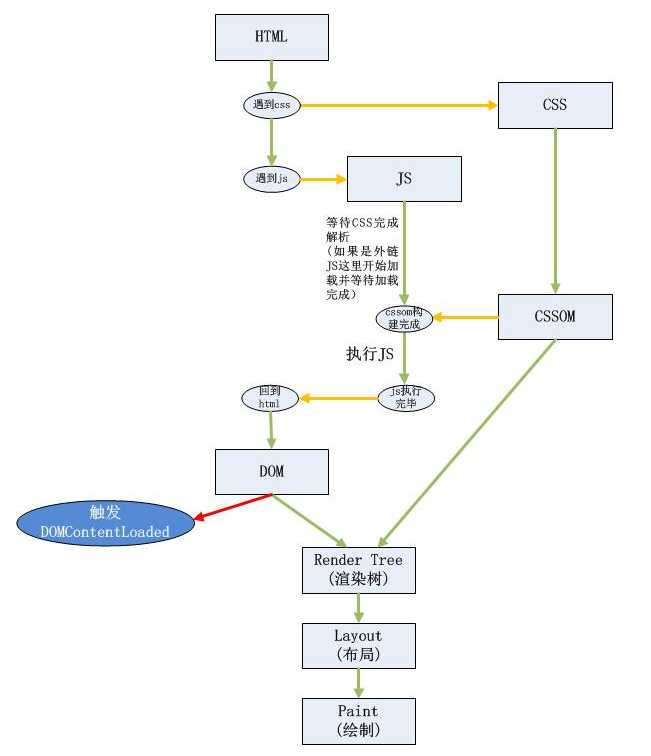 HTML
遇到css
CSS
遇到js
JS
等待CSS完成
解析
（如果是外链
JS这里开始加
载并等待加载
完成）
cssom构
建完成
CSSOM
执行JS
js执行
完毕
回到
html
DOM
触发
DOMContentLoaded
Render Tree
（渲染树）
Layout
（布局）
Paint
（绘制）